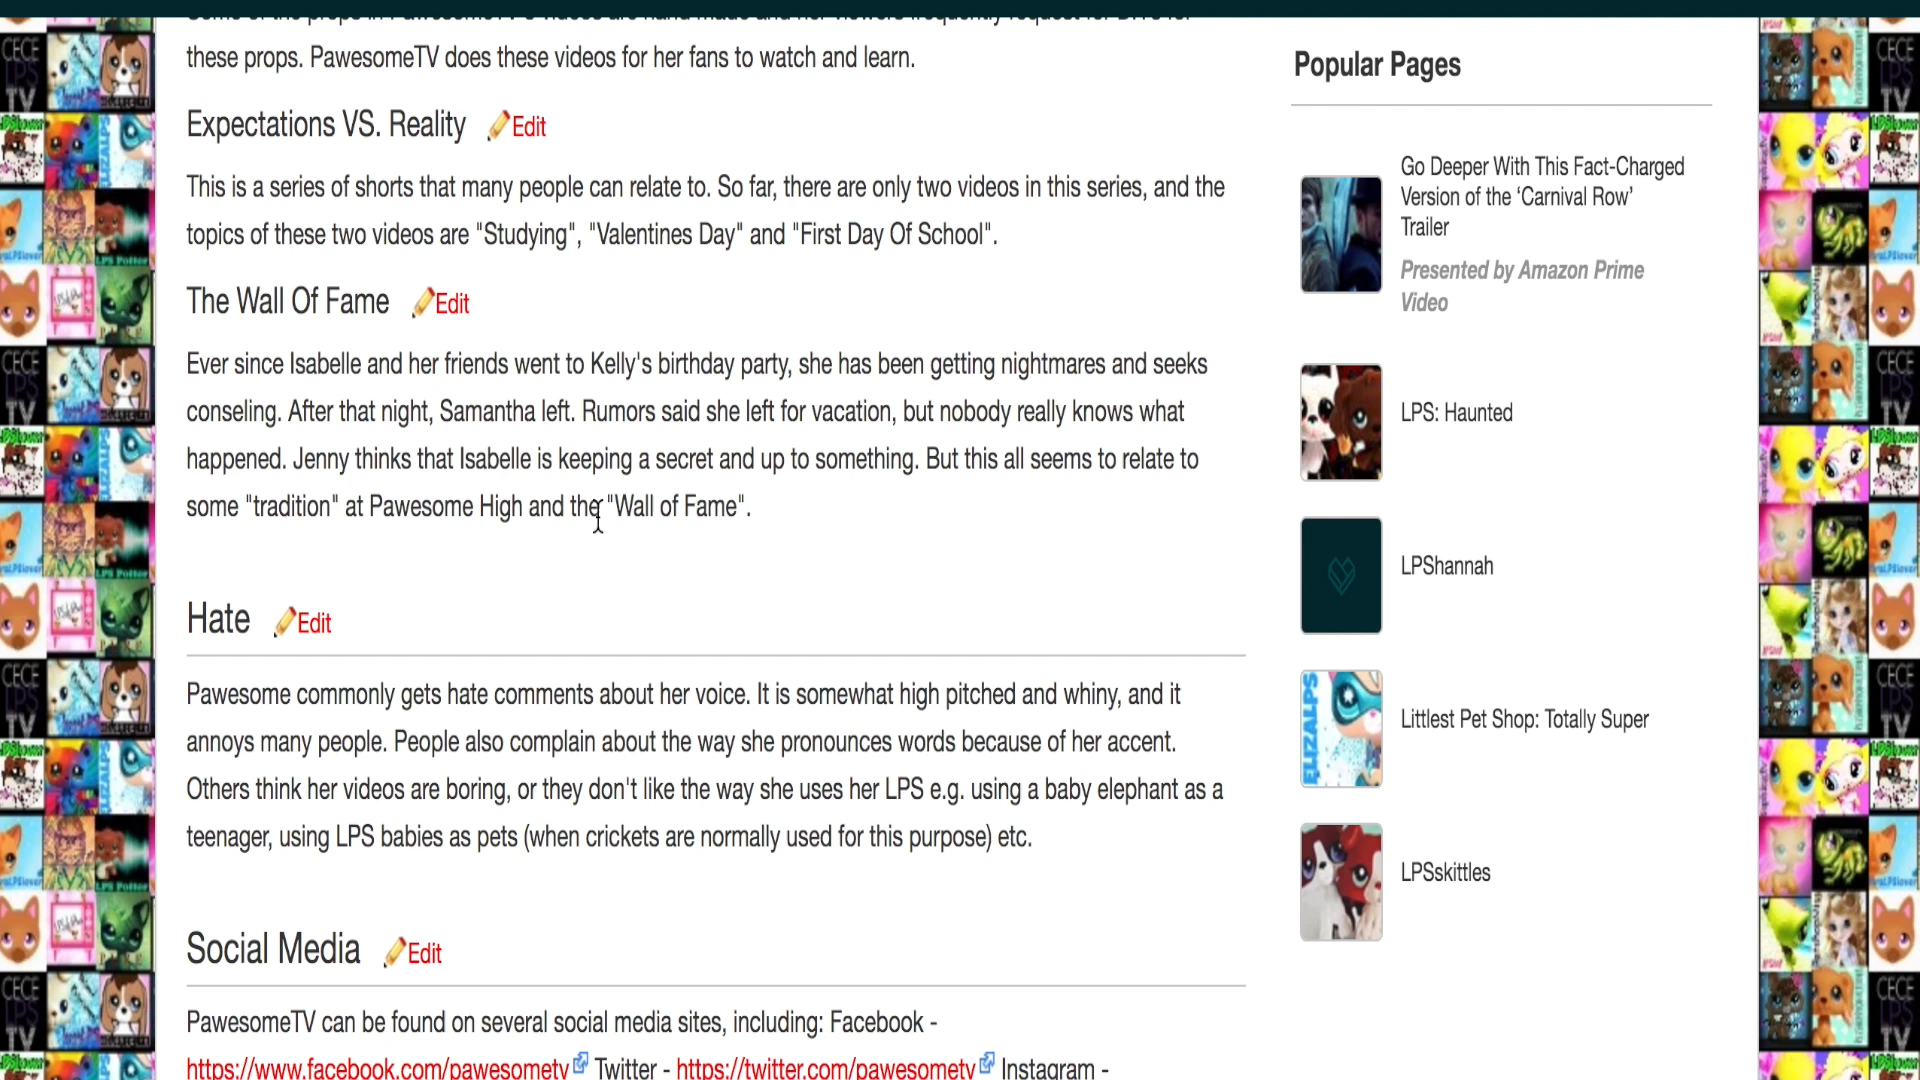 these props. PawesomeTV does these videos for her fans to watch and learn.
Expectations VS. Reality Edit
This is a series of shorts that many people can relate to. So far, there are only two videos in this series, and the
topics of these two videos are "Studying", "Valentines Day" and "First Day Of School".
The Wall Of Fame Edit
Ever since Isabelle and her friends went to Kelly's birthday party, she has been getting nightmares and seeks
conseling. After that night, Samantha left. Rumors said she left for vacation, but nobody really knows what
happened. Jenny thinks that Isabelle is keeping a secret and up to something. But this all seems to relate to
some "tradition" at Pawesome High and the "Wall of Fame".
Hate Edit
Pawesome commonly gets hate comments about her voice. It is somewhat high pitched and whiny, and it
annoys many people. People also complain about the way she pronounces words because of her accent.
Others think her videos are boring, or they don't like the way she uses her LPS e.g. using a baby elephant as a
teenager, using LPS babies as pets (when crickets are normally used for this purpose) etc.
Social Media Edit
PawesomeTV can be found on several social media sites, including: Facebook -
https://www.facebook.com/pawesometv Twitter - https://twitter.com/pawesometv Instagram -
Popular Pages
Go Deeper With This Fact-Charged
Version of the ‘Carnival Row’
Trailer
Presented by Amazon Prime
Video
LPS: Haunted
LPShannah
Littlest Pet Shop: Totally Super
ELIZALPS
LPSskittles
CECE
LPS
TV